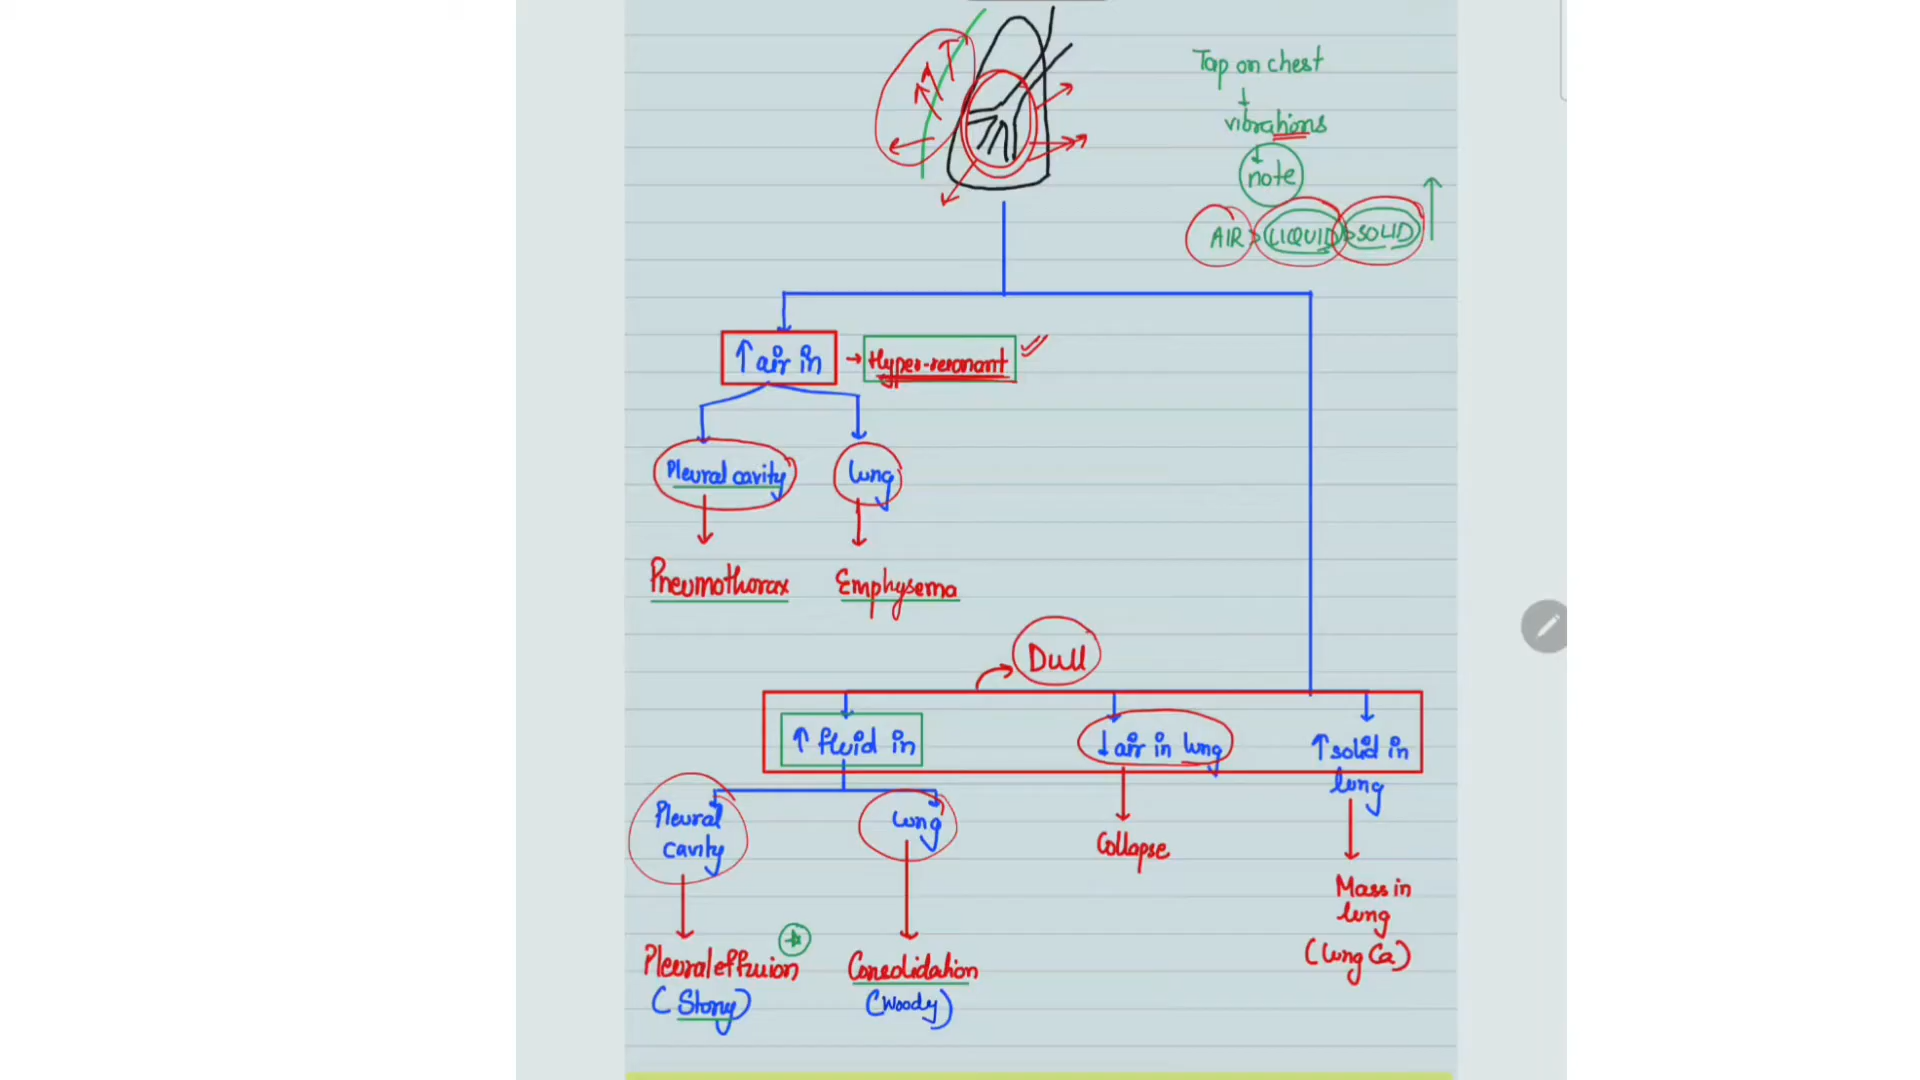 Tap on chest
vibrations
note
AIR > LIQUID > SOLID
↑ air in → Hyper-resonant
Pleural cavity
lung
Pneumothorax
Emphysema
Dull
↑ fluid in
↓ air in lung
↑ solid in
lung
Pleural
cavity
lung
Collapse
Mass in
lung
(lung Ca)
Pleural effusion
Consolidation
(Stony)
(Woody)